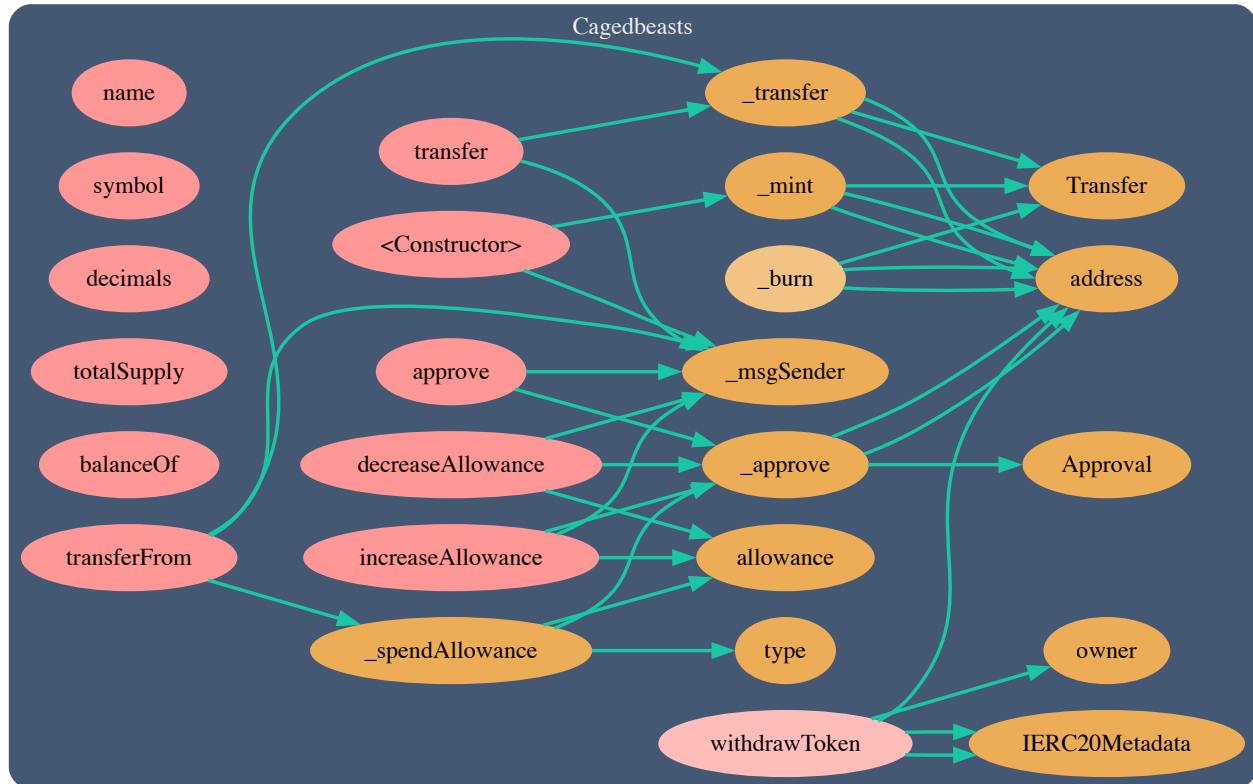 Cagedbeasts
name
symbol
decimals
totalSupply
balanceOf
transferFrom
transfer
<Constructor>
approve
decreaseAllowance
increaseAllowance
_spendAllowance
_transfer
_mint
_burn
_msgSender
_approve
allowance
type
withdrawToken
Transfer
address
Approval
owner
IERC20Metadata